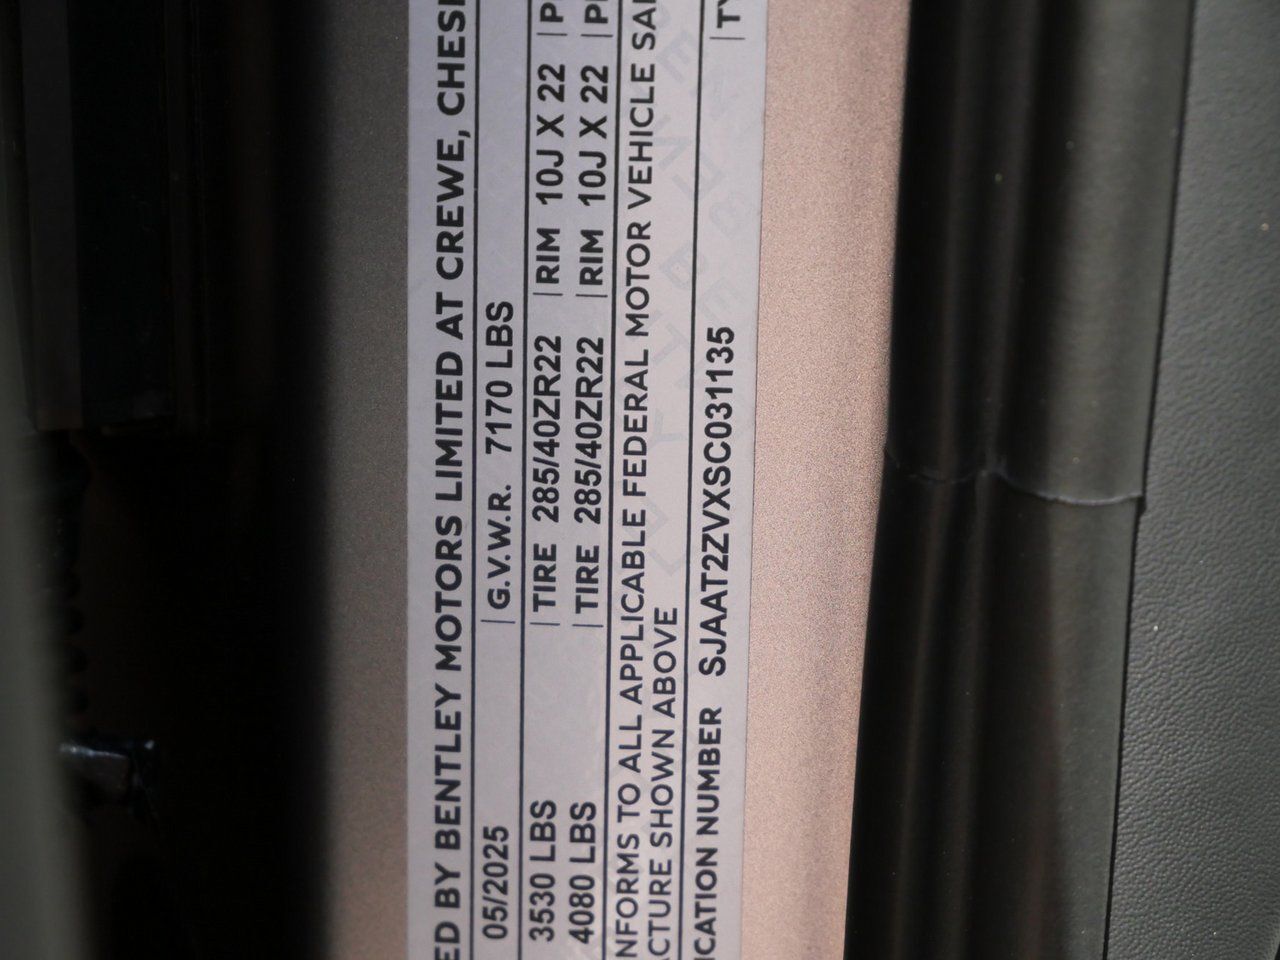 ED BY BENTLEY MOTORS LIMITED AT CREWE, CHES
05/2025 | G.V.W.R. 7170 LBS
3530 LBS | TIRE 285/40ZR22 | RIM 10J X 22 | P
4080 LBS | TIRE 285/40ZR22 | RIM 10J X 22 | P
NFORMS TO ALL APPLICABLE FEDERAL MOTOR VEHICLE SA
ACTURE SHOWN ABOVE
ICATION NUMBER SJAAT2ZVXSC031135 | TY